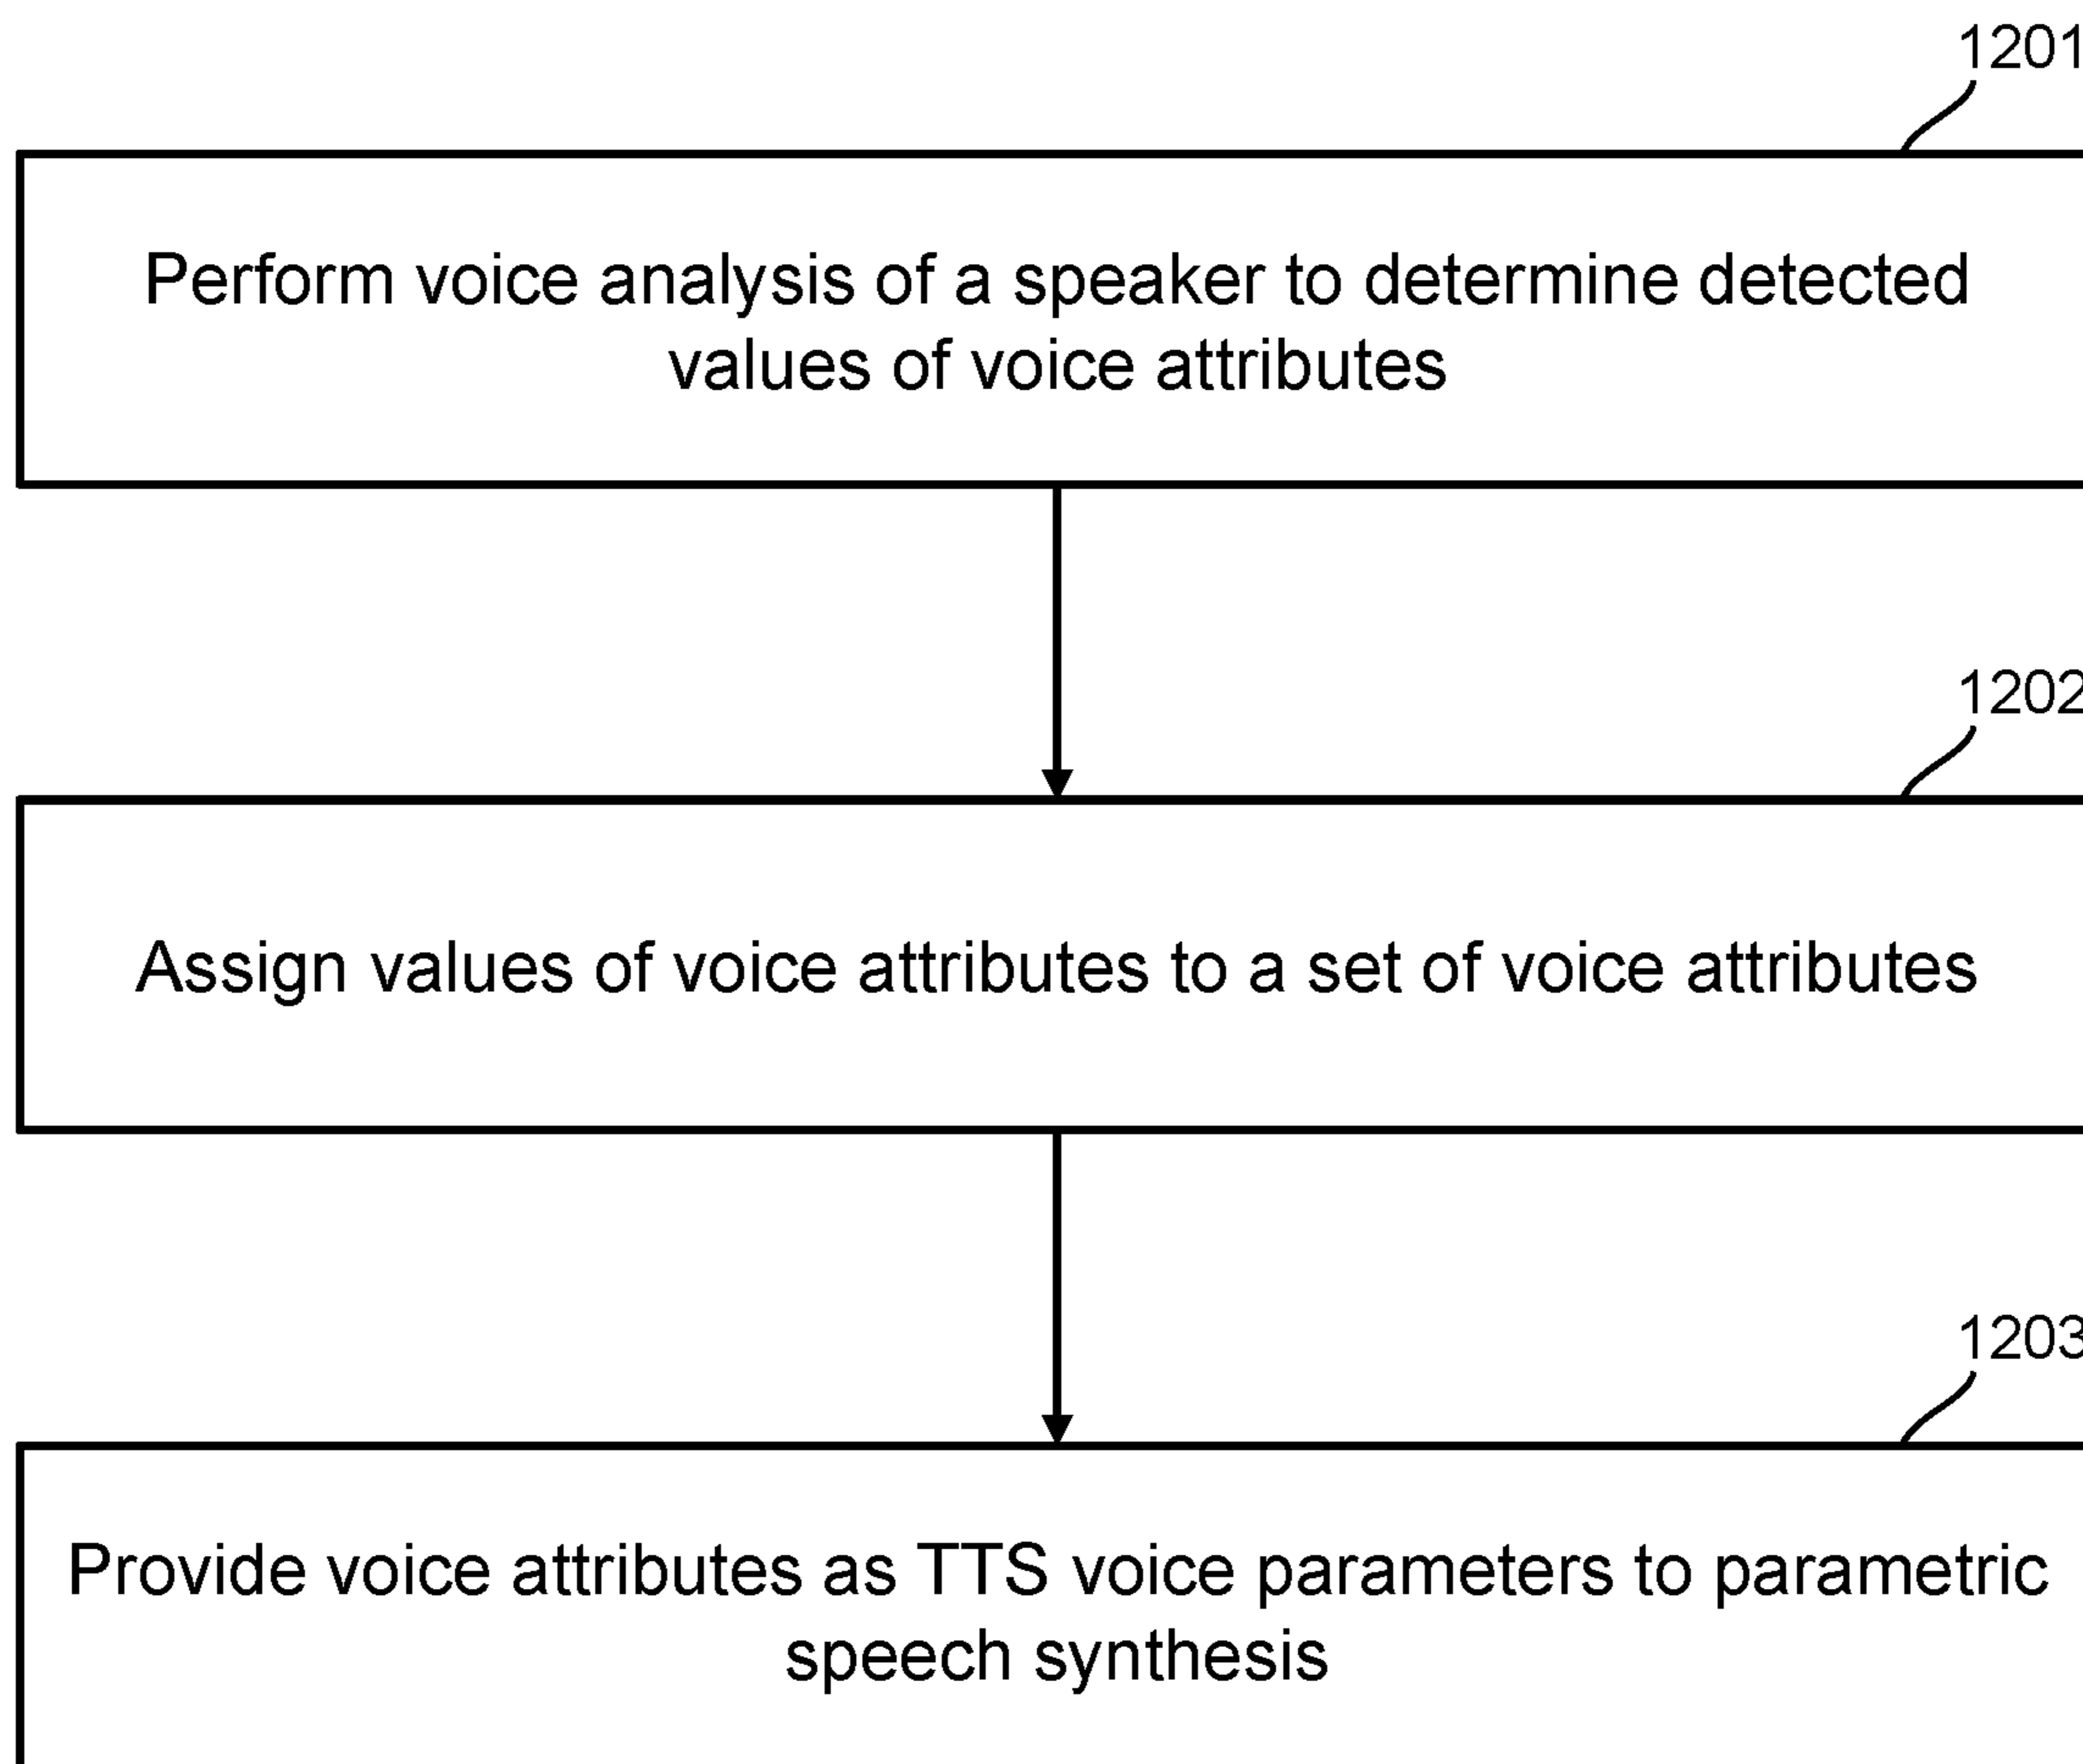 1201
Perform voice analysis of a speaker to determine detected
values of voice attributes
1202
Assign values of voice attributes to a set of voice attributes
1203
Provide voice attributes as TTS voice parameters to parametric
speech synthesis